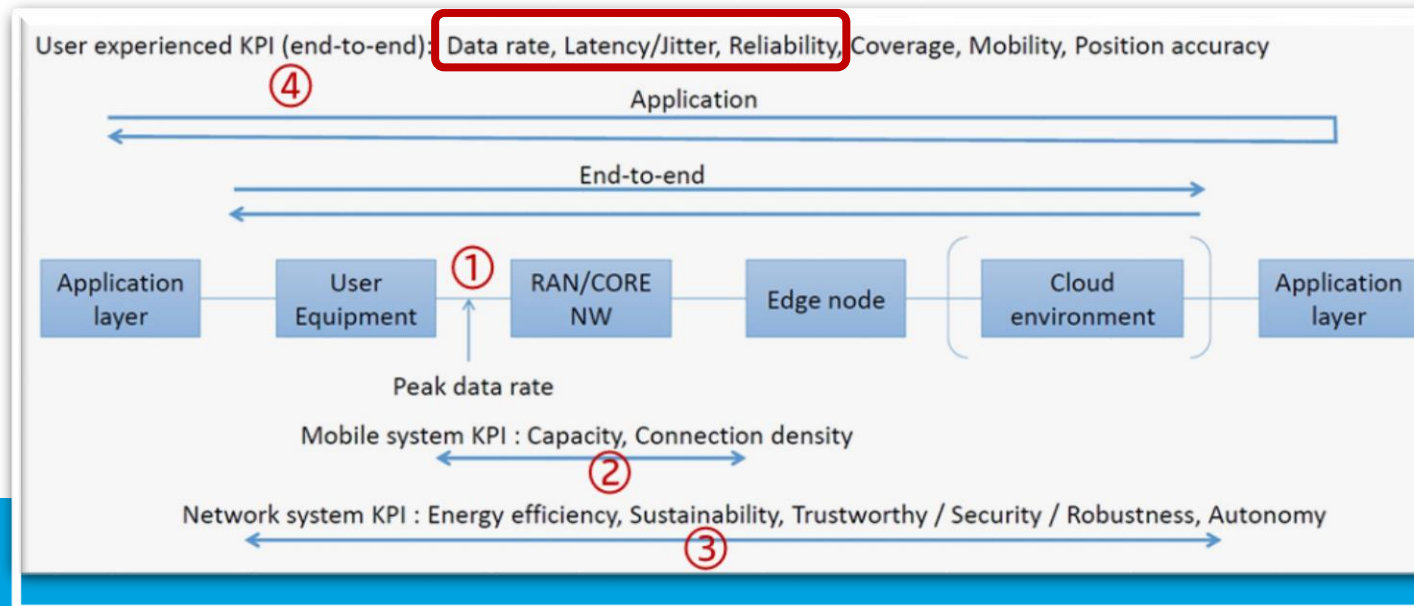 User experienced KPI (end-to-end): Data rate, Latency/Jitter, Reliability, Coverage, Mobility, Position accuracy
④
Application
End-to-end
①
Application
layer
User
Equipment
RAN/CORE
NW
Edge node
Cloud
environment
Application
layer
Peak data rate
Mobile system KPI : Capacity, Connection density
②
Network system KPI : Energy efficiency, Sustainability, Trustworthy / Security / Robustness, Autonomy
③